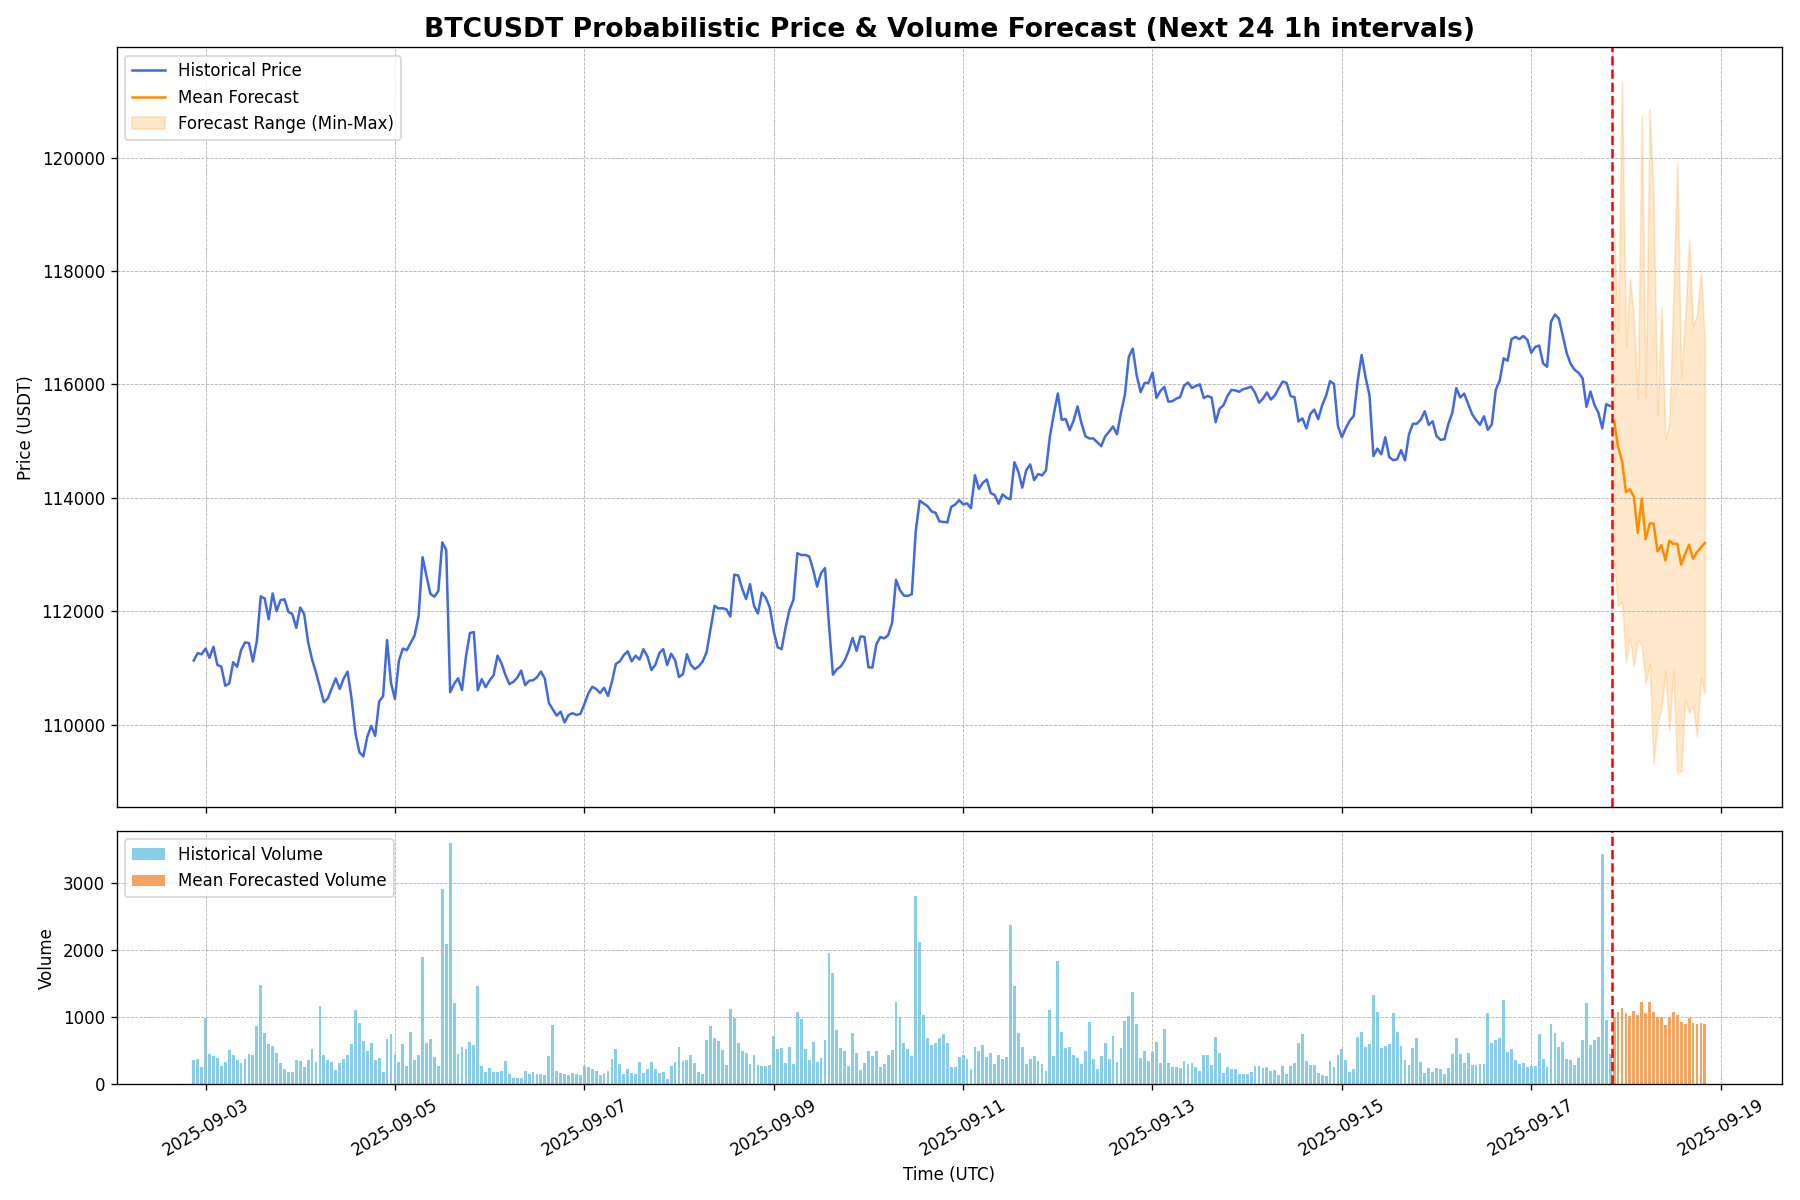 BTCUSDT Probabilistic Price & Volume Forecast (Next 24 1h intervals)
Historical Price
Mean Forecast
Forecast Range (Min-Max)
120000
118000
116000
114000
112000
110000
Price (USDT)
Historical Volume
Mean Forecasted Volume
3000
2000
1000
0
Volume
2025-09-03
2025-09-05
2025-09-07
2025-09-09
2025-09-11
2025-09-13
2025-09-15
2025-09-17
2025-09-19
Time (UTC)